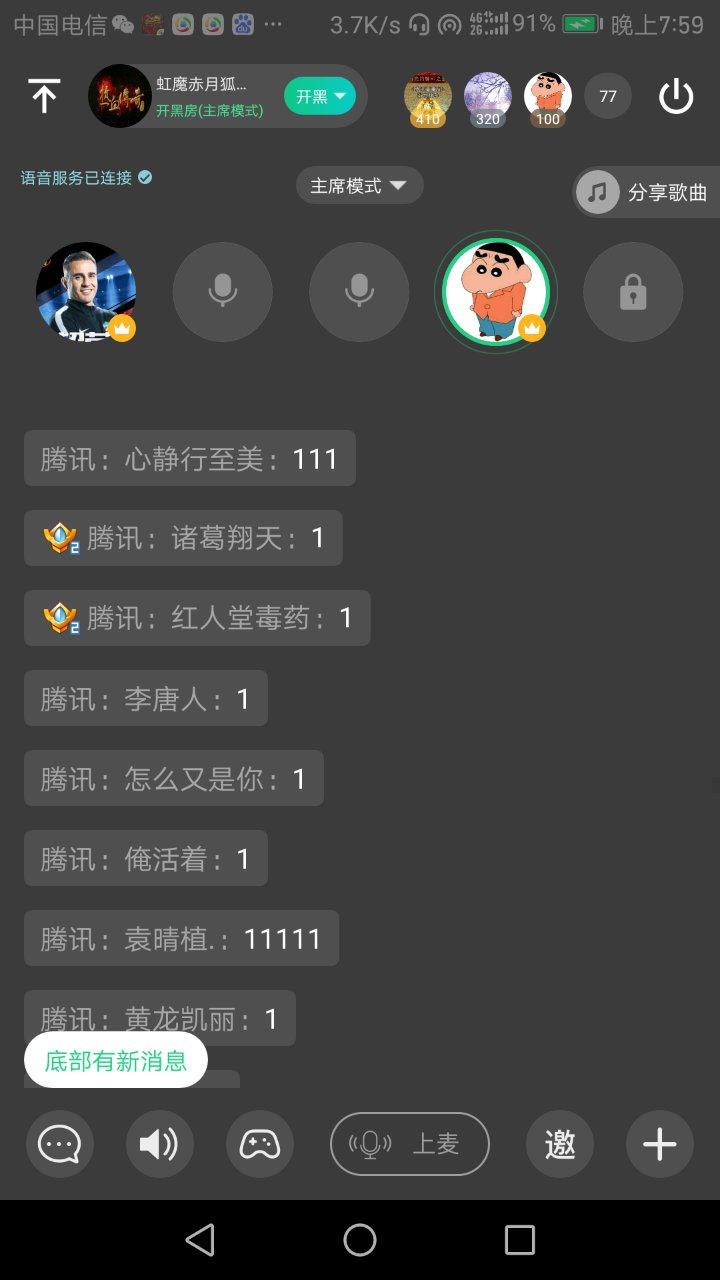 中国电信 3.7K/s 4G 2G 91% 晚上7:59
虹魔赤月狐...
开黑房(主席模式)
开黑
410 320 100 77
语音服务已连接 主席模式 分享歌曲
腾讯：心静行至美：111
2 腾讯：诸葛翔天：1
2 腾讯：红人堂毒药：1
腾讯：李唐人：1
腾讯：怎么又是你：1
腾讯：俺活着：1
腾讯：袁晴植.：11111
腾讯：黄龙凯丽：1
底部有新消息
上麦 邀